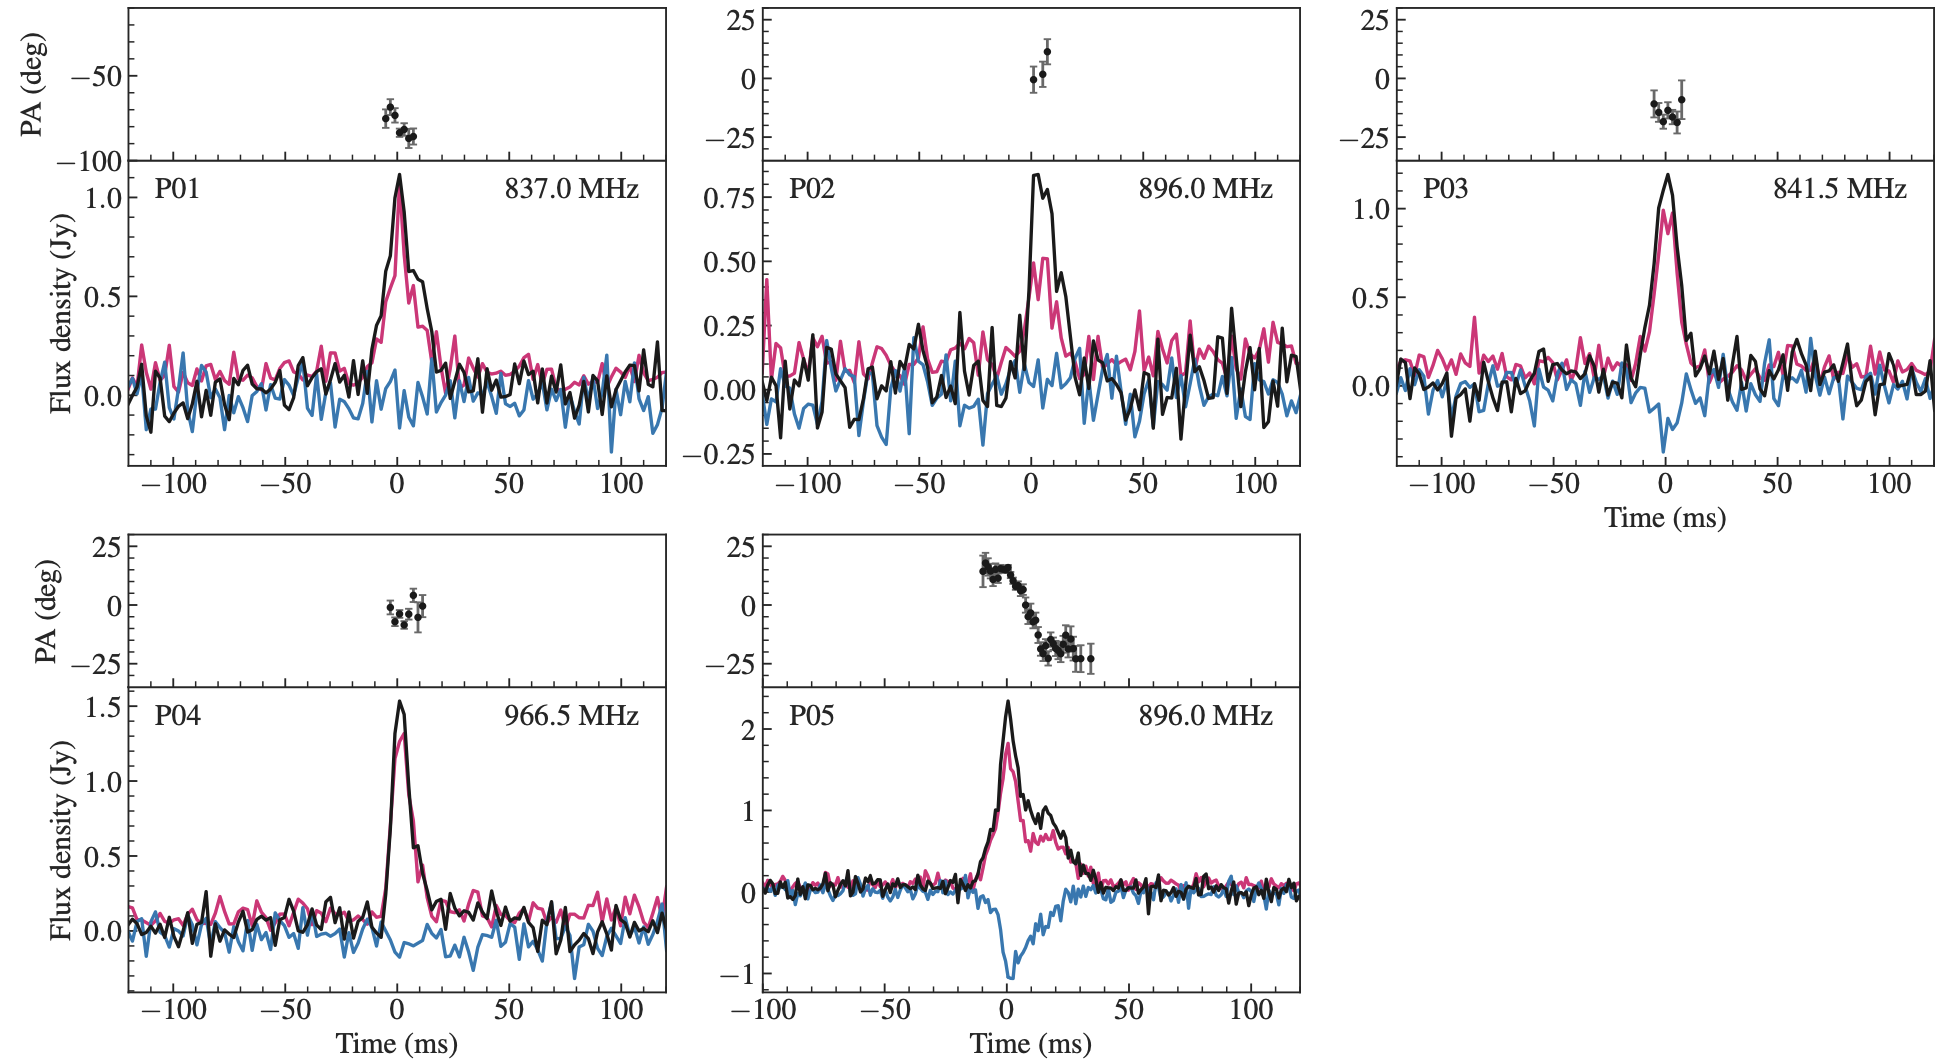 PA (deg)
−50
−100
25
0
−25
25
0
−25
P01 837.0 MHz
P02 896.0 MHz
P03 841.5 MHz
Flux density (Jy)
1.0
0.5
0.0
0.75
0.50
0.25
0.00
−0.25
1.0
0.5
0.0
−100 −50 0 50 100
−100 −50 0 50 100
−100 −50 0 50 100
Time (ms)
PA (deg)
25
0
−25
25
0
−25
P04 966.5 MHz
P05 896.0 MHz
Flux density (Jy)
1.5
1.0
0.5
0.0
2
1
0
−1
−100 −50 0 50 100
−100 −50 0 50 100
Time (ms)
Time (ms)